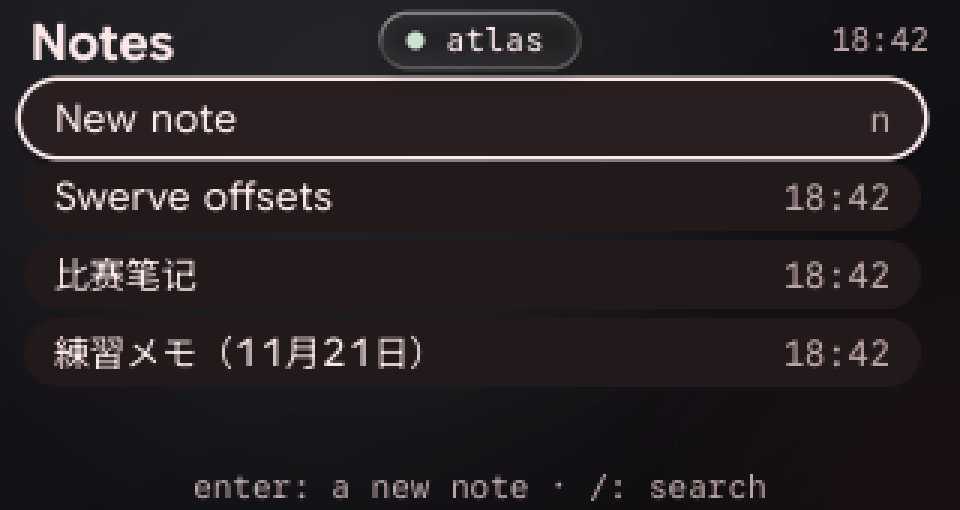 Notes atlas 18:42
New note n
Swerve offsets 18:42
比赛笔记 18:42
練習メモ（11月21日） 18:42
enter: a new note · /: search